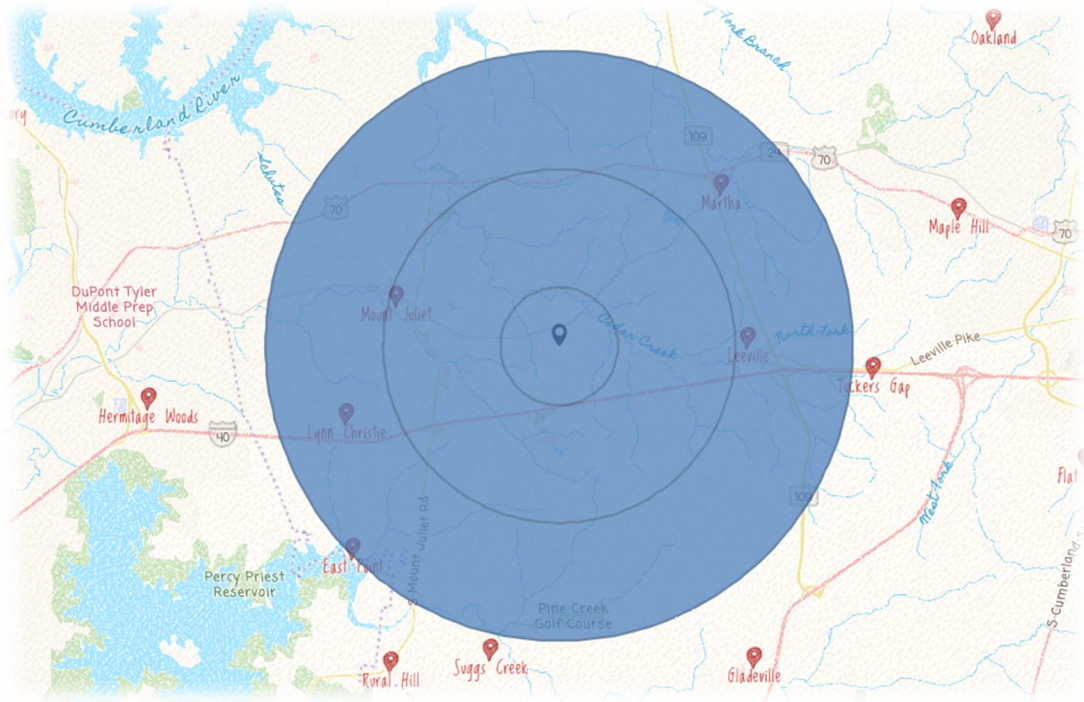 Oakland
Fork Branch
Cumberland River
109
24
70
70
Martha
Maple Hill
70
DuPont Tyler
Middle Prep
School
Mount Juliet
Cedar Creek
North Fork
Leeville
Leeville Pike
Tuckers Gap
Hermitage Woods
Lynn Christie
40
109
West Fork
S Mount Juliet Rd
East Point
Percy Priest
Reservoir
Pine Creek
Golf Course
S Cumberland
Suggs Creek
Rural Hill
Gladeville